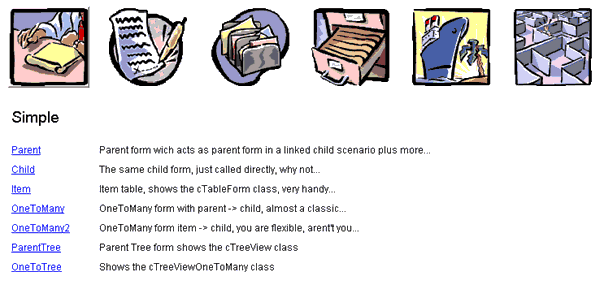 Simple
Parent Parent form wich acts as parent form in a linked child scenario plus more...
Child The same child form, just called directly, why not...
Item Item table, shows the cTableForm class, very handy...
OneToMany OneToMany form with parent -> child, almost a classic...
OneToMany2 OneToMany form item -> child, you are flexible, arent't you...
ParentTree Parent Tree form shows the cTreeView class
OneToTree Shows the cTreeViewOneToMany class